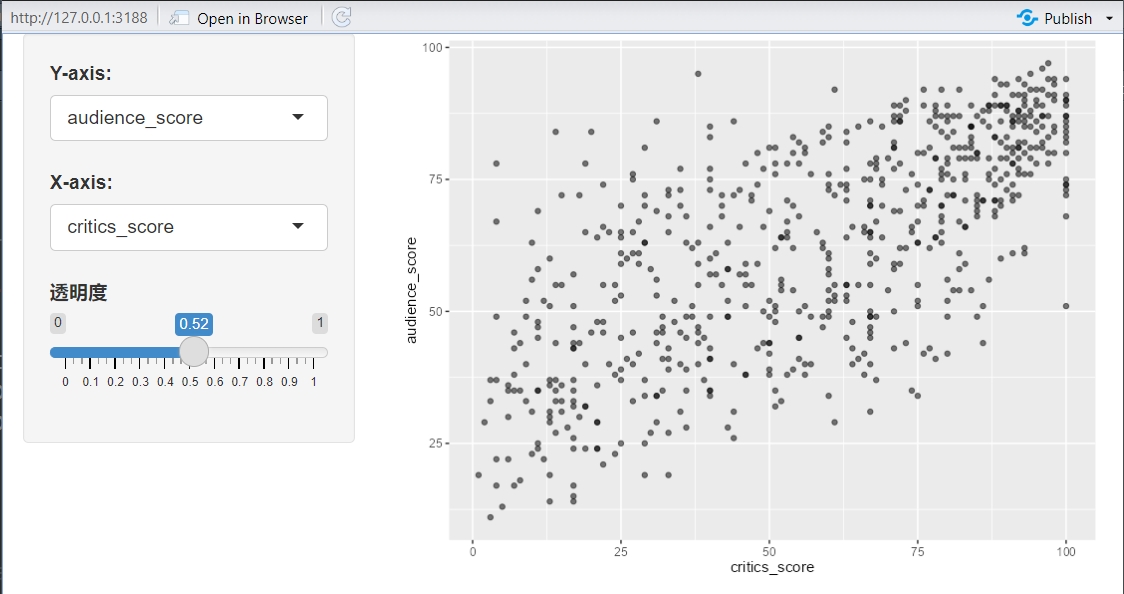 http://127.0.0.1:3188
Open in Browser
Publish
Y-axis:
audience_score
X-axis:
critics_score
透明度
0
0.52
1
0 0.1 0.2 0.3 0.4 0.5 0.6 0.7 0.8 0.9 1
audience_score
100
75
50
25
0 25 50 75 100
critics_score